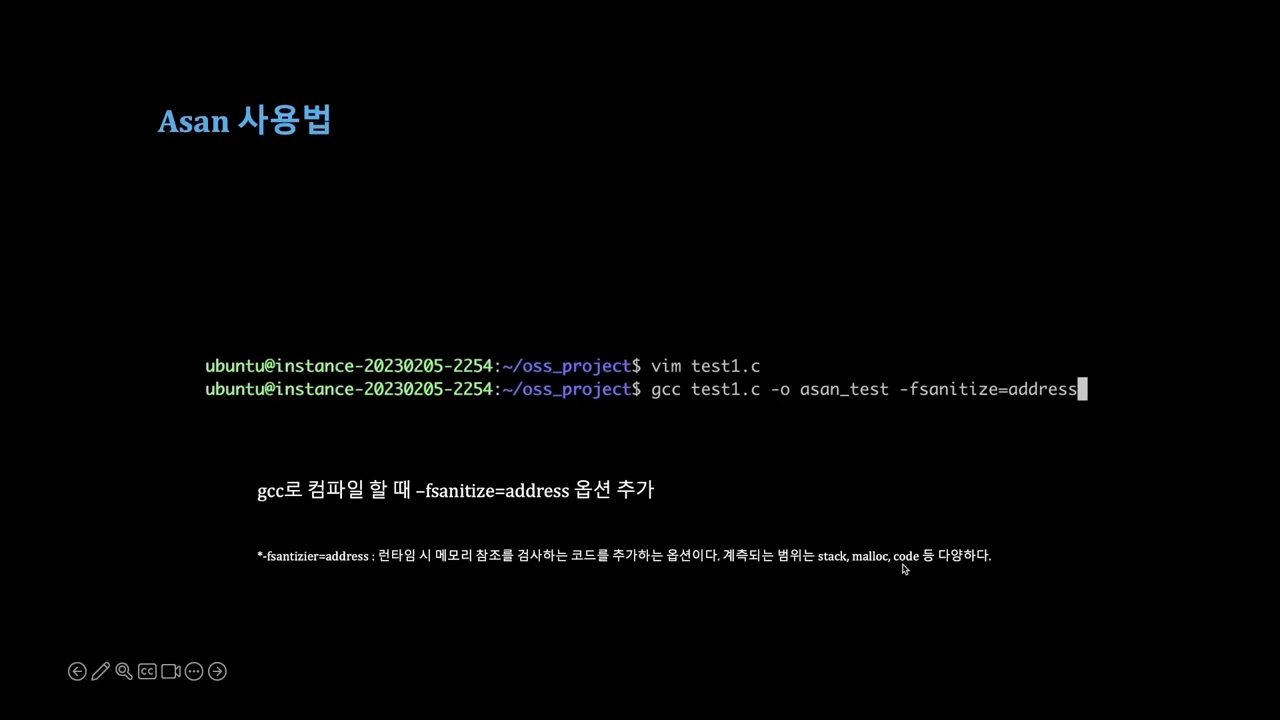 Asan 사용법
ubuntu@instance-20230205-2254:~/oss_project$ vim test1.c
ubuntu@instance-20230205-2254:~/oss_project$ gcc test1.c -o asan_test -fsanitize=address
gcc로 컴파일 할 때 –fsanitize=address 옵션 추가
*-fsantizier=address : 런타임 시 메모리 참조를 검사하는 코드를 추가하는 옵션이다. 계측되는 범위는 stack, malloc, code 등 다양하다.
CC